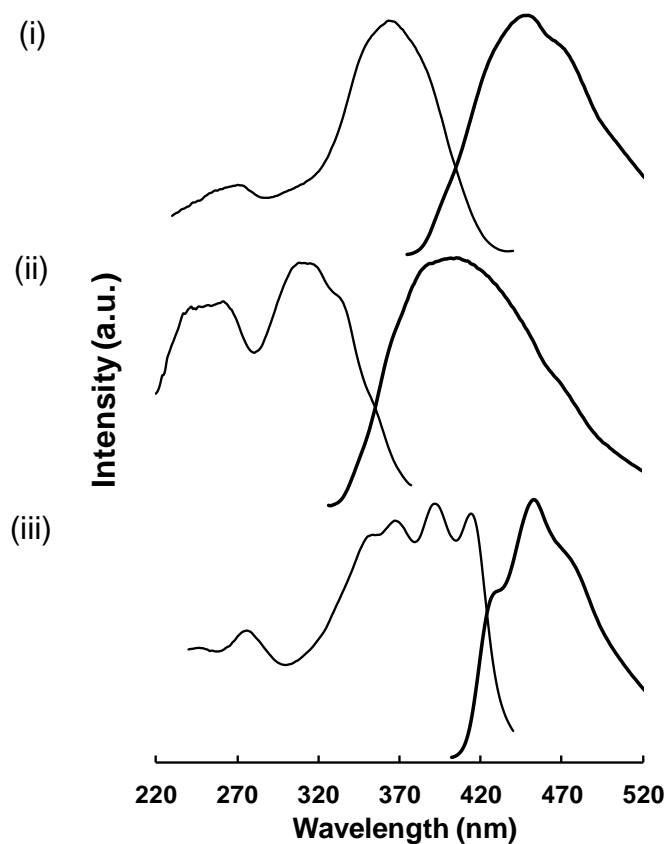 (i)
(ii)
(iii)
Intensity (a.u.)
220 270 320 370 420 470 520
Wavelength (nm)